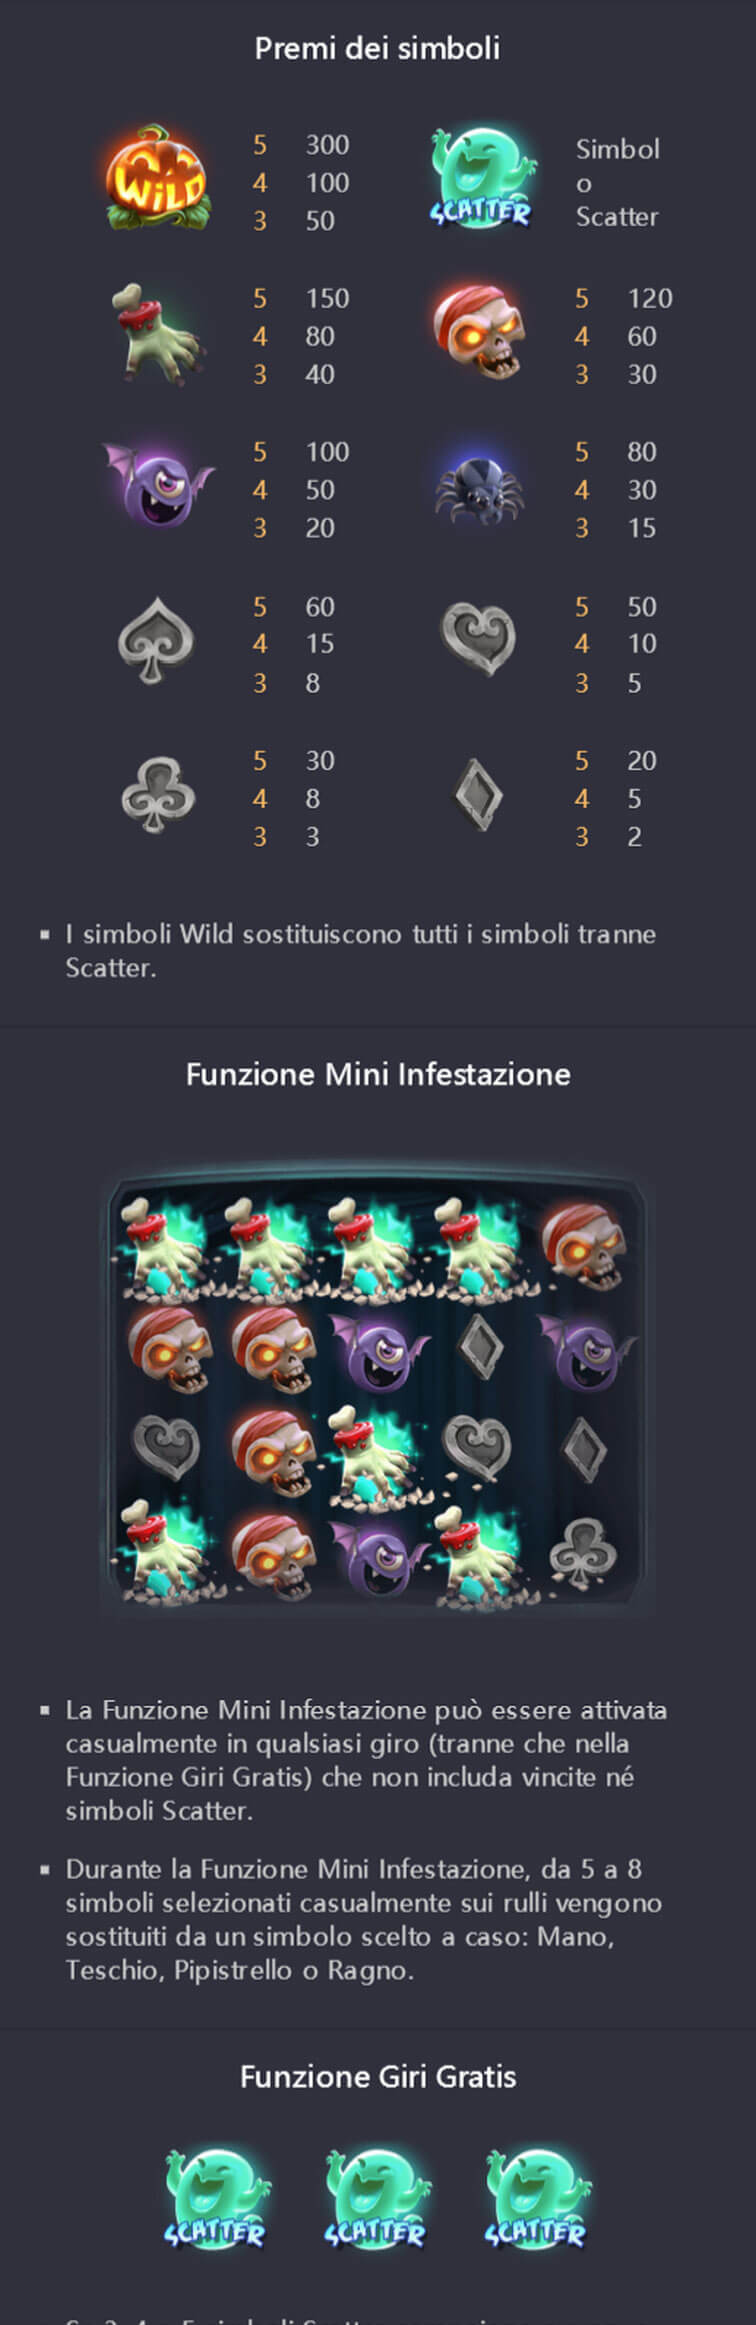 Premi dei simboli
WILD
5 300
4 100
3 50
SCATTER
Simbol
o
Scatter
5 150
4 80
3 40
5 120
4 60
3 30
5 100
4 50
3 20
5 80
4 30
3 15
5 60
4 15
3 8
5 50
4 10
3 5
5 30
4 8
3 3
5 20
4 5
3 2
▪ I simboli Wild sostituiscono tutti i simboli tranne
Scatter.
Funzione Mini Infestazione
▪ La Funzione Mini Infestazione può essere attivata
casualmente in qualsiasi giro (tranne che nella
Funzione Giri Gratis) che non includa vincite né
simboli Scatter.
▪ Durante la Funzione Mini Infestazione, da 5 a 8
simboli selezionati casualmente sui rulli vengono
sostituiti da un simbolo scelto a caso: Mano,
Teschio, Pipistrello o Ragno.
Funzione Giri Gratis
SCATTER SCATTER SCATTER